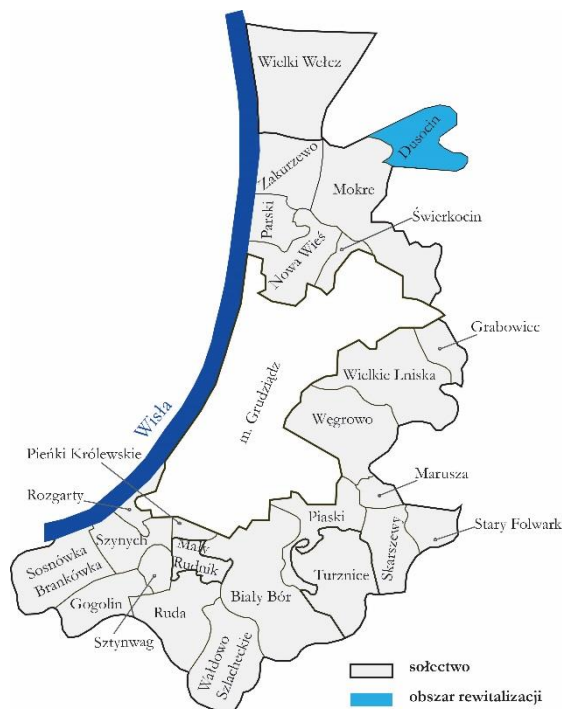 Wielki Wełcz
Dusocin
Zakurzewo
Mokre
Parski
Świerkocin
Nowa Wieś
Grabowiec
Wielkie Lniska
m. Grudziądz
Węgrowo
Wisła
Pieńki Królewskie
Marusza
Rozgarty
Piaski
Stary Folwark
Szynych
Mały
Rudnik
Skarszewy
Sosnówka
Brankówka
Turznice
Gogolin
Ruda
Biały Bór
Sztynwag
Wałdowo
Szlacheckie
sołectwo
obszar rewitalizacji